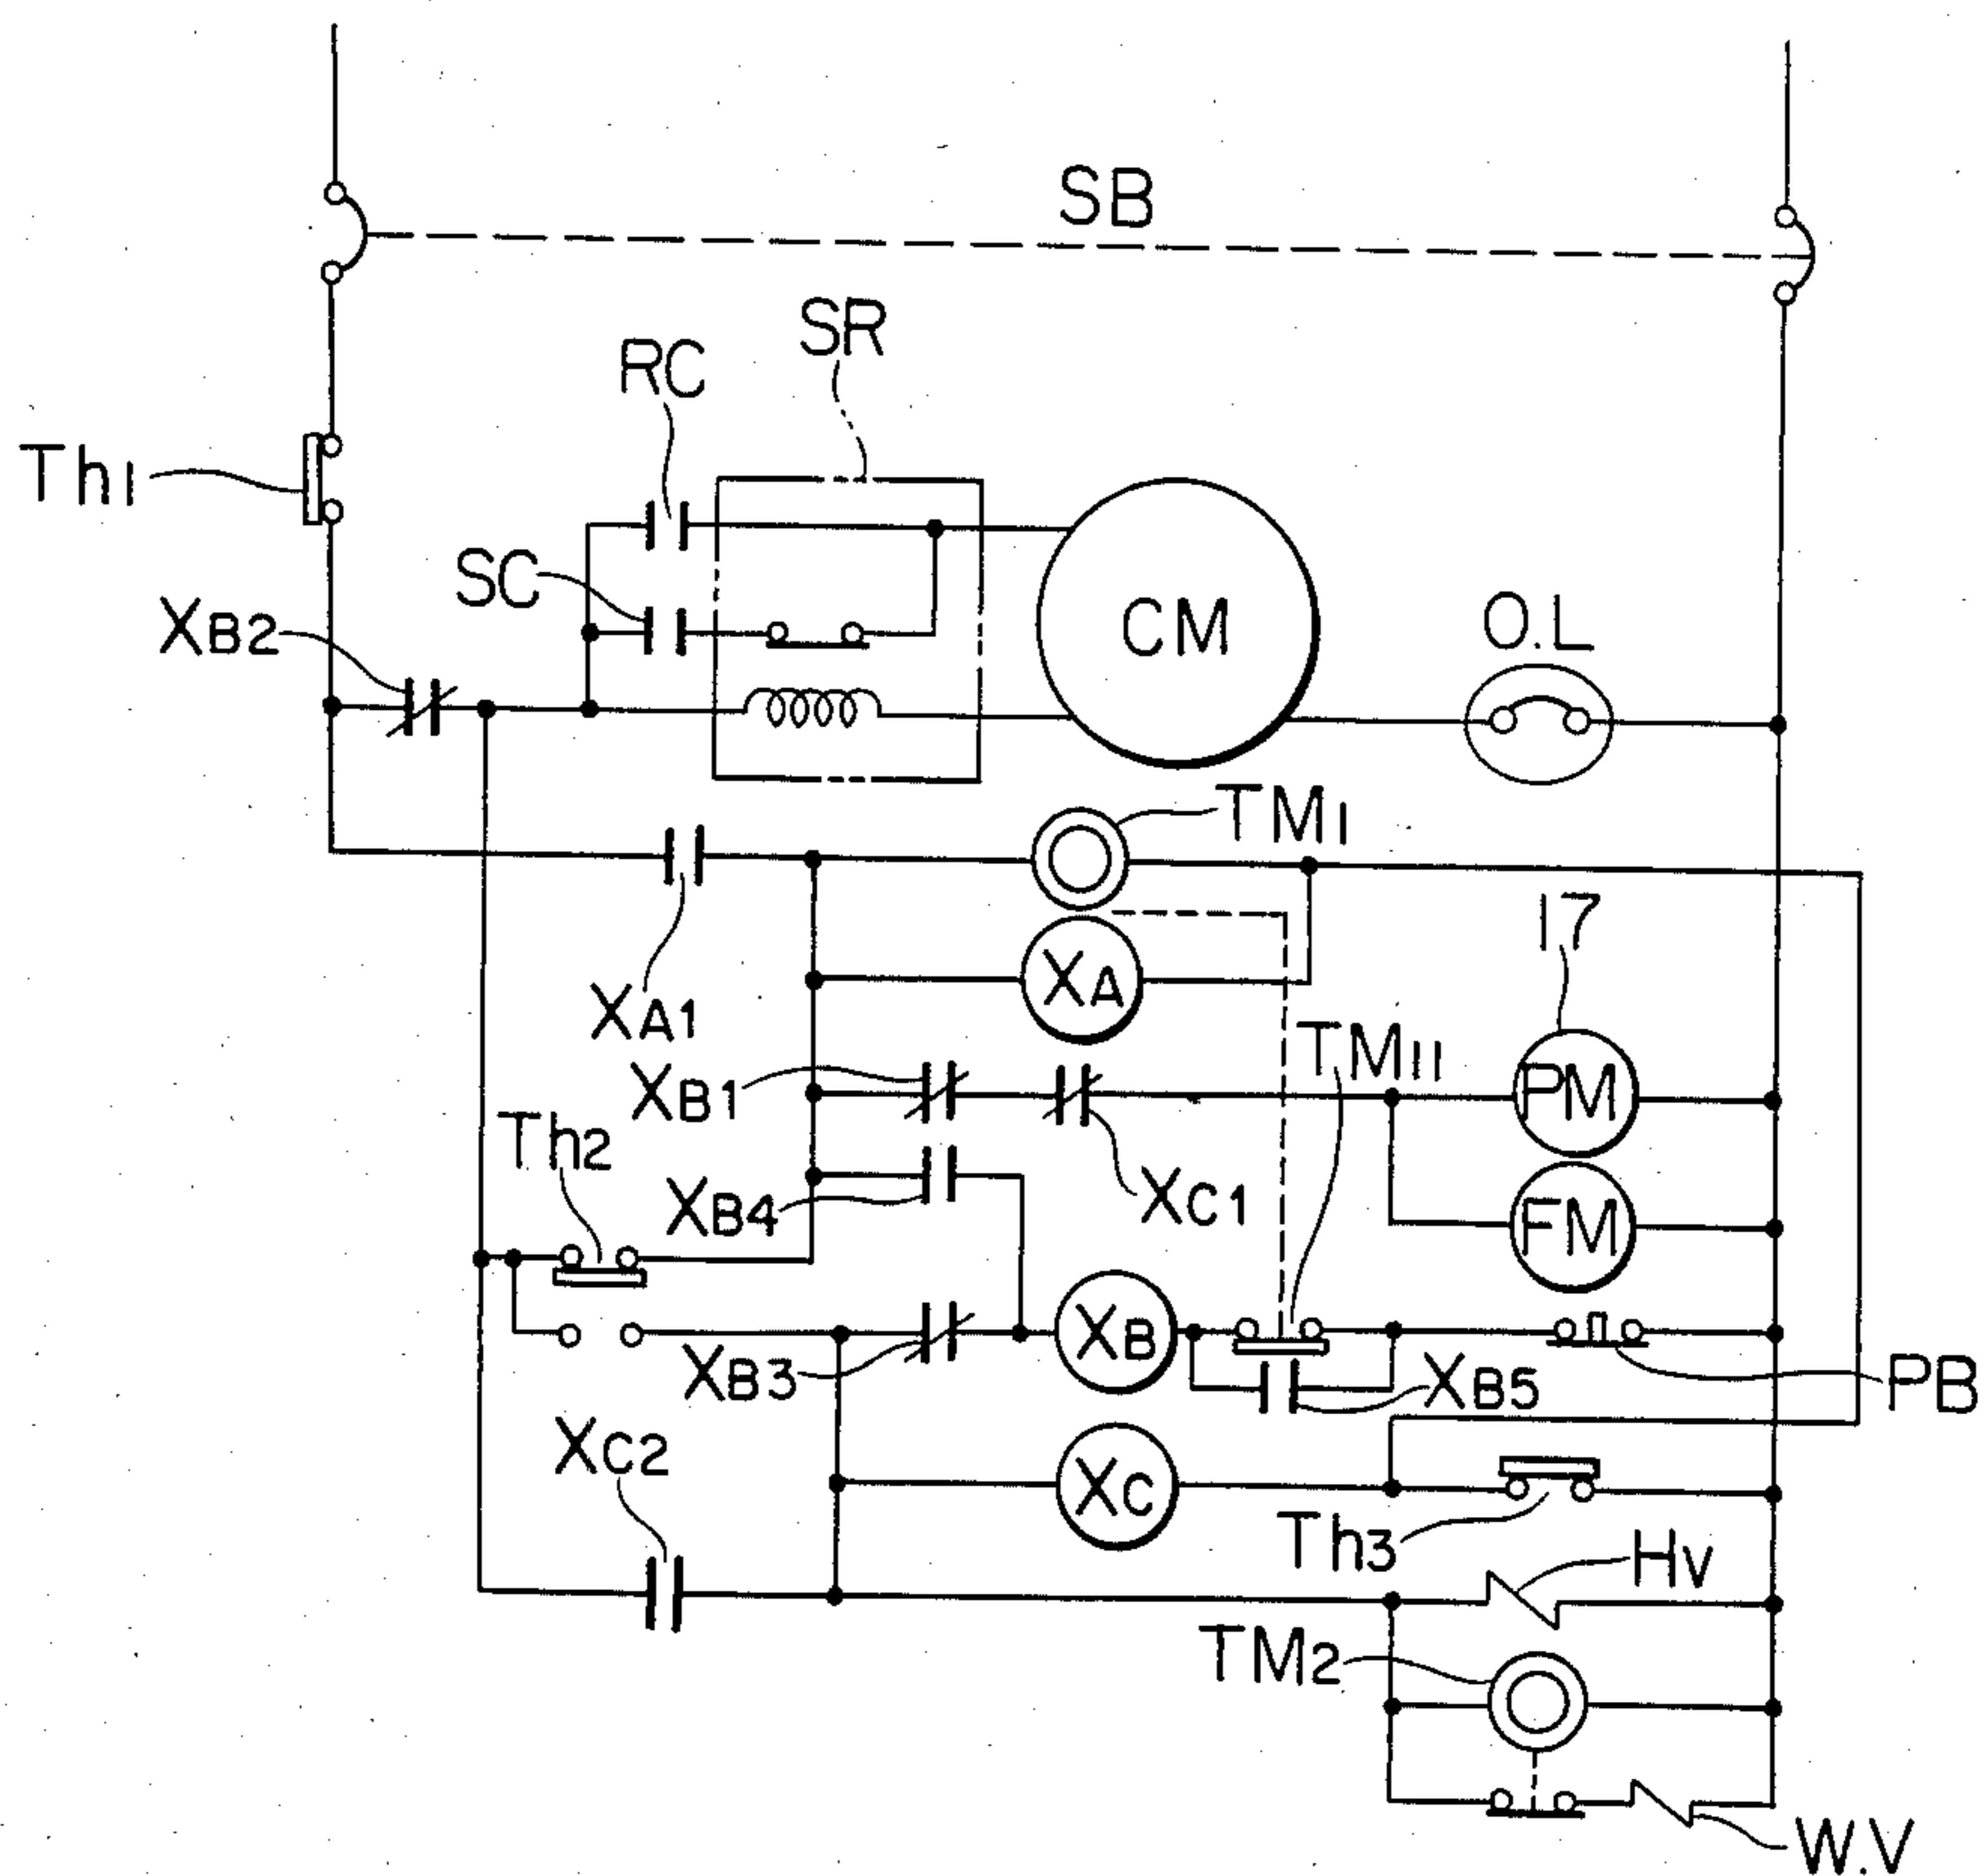 SB
SR
RC
Th1
SC
XB2
CM
O.L
TM1
17
XA
XA1
TM11
PM
XB1
Th2
XC1
XB4
FM
XB
XB3
XB5
PB
XC2
XC
Th3
Hv
TM2
W.V